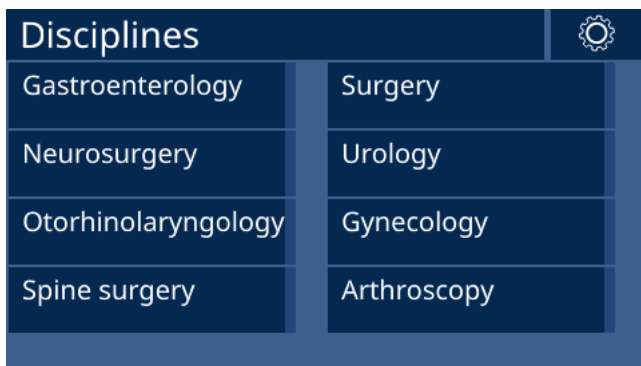 Disciplines
Gastroenterology
Surgery
Neurosurgery
Urology
Otorhinolaryngology
Gynecology
Spine surgery
Arthroscopy